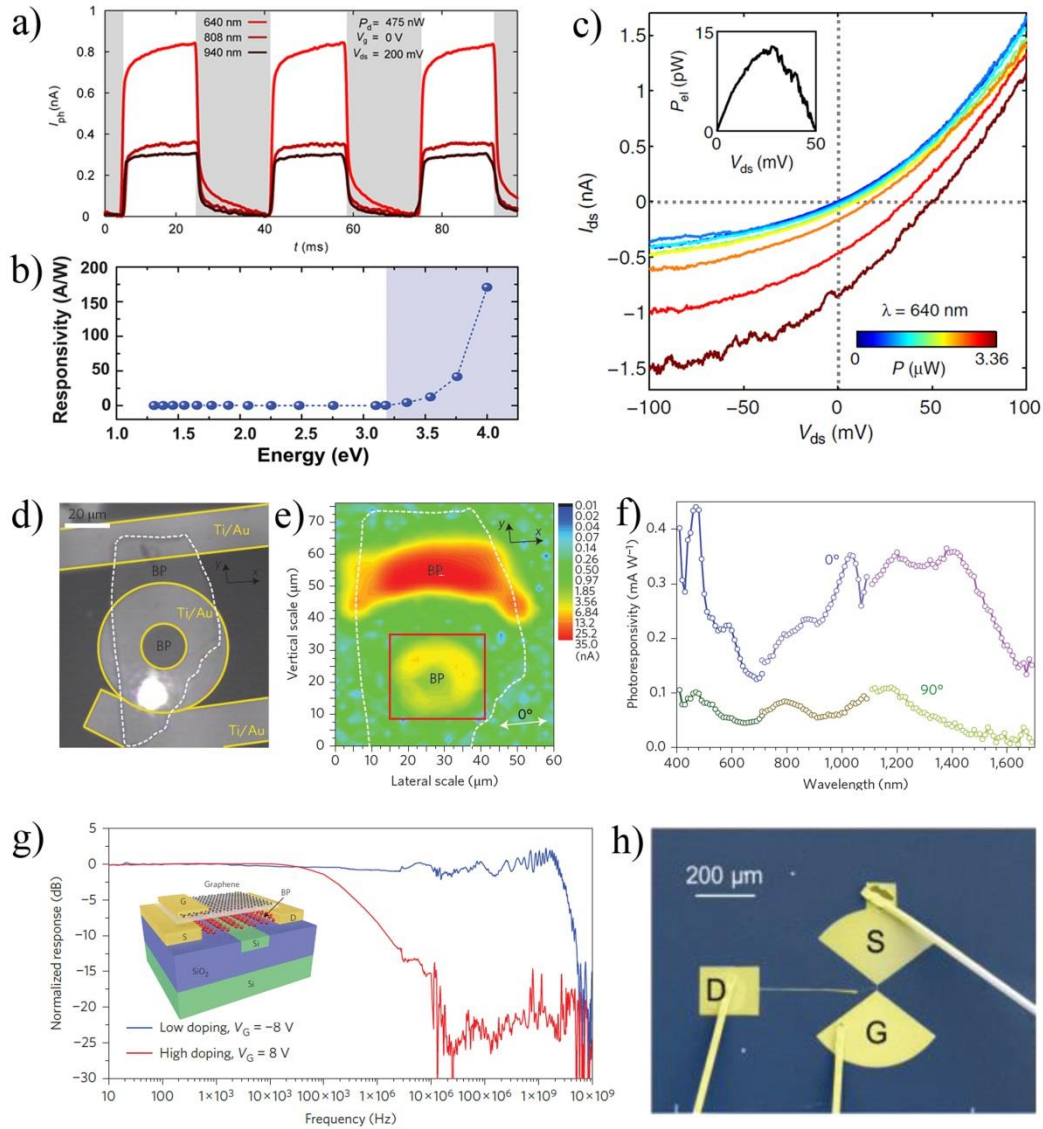 a)
640 nm
808 nm
940 nm
P_d = 475 nW
V_g = 0 V
V_ds = 200 mV
I_ph (nA)
1
0.8
0.6
0.4
0.2
0
0 20 40 60 80
t (ms)
b)
Responsivity (A/W)
200
150
100
50
0
1.0 1.5 2.0 2.5 3.0 3.5 4.0
Energy (eV)
c)
15
P_el (pW)
0
0 50
V_ds (mV)
I_ds (nA)
1.5
1
0.5
0
−0.5
−1
−1.5
λ = 640 nm
0 3.36
P (μW)
−100 −50 0 50 100
V_ds (mV)
d)
20 μm
Ti/Au
BP
y
x
Ti/Au
BP
Ti/Au
e)
Vertical scale (μm)
70
60
50
40
30
20
10
0
BP
y
x
BP
0°
0 10 20 30 40 50 60
Lateral scale (μm)
0.01
0.02
0.04
0.07
0.14
0.26
0.50
0.97
1.85
3.56
6.84
13.2
25.2
35.0
(nA)
f)
Photoresponsivity (mA W⁻¹)
0.4
0.3
0.2
0.1
0.0
0°
90°
400 600 800 1,000 1,200 1,400 1,600
Wavelength (nm)
g)
Normalized response (dB)
5
0
−5
−10
−15
−20
−25
−30
Graphene
BP
G
D
S
Si
SiO₂
Si
Low doping, V_G = −8 V
High doping, V_G = 8 V
10 1×10³ 100×10³ 10×10⁶ 1×10⁹ 10×10⁹
Frequency (Hz)
h)
200 μm
S
D
G